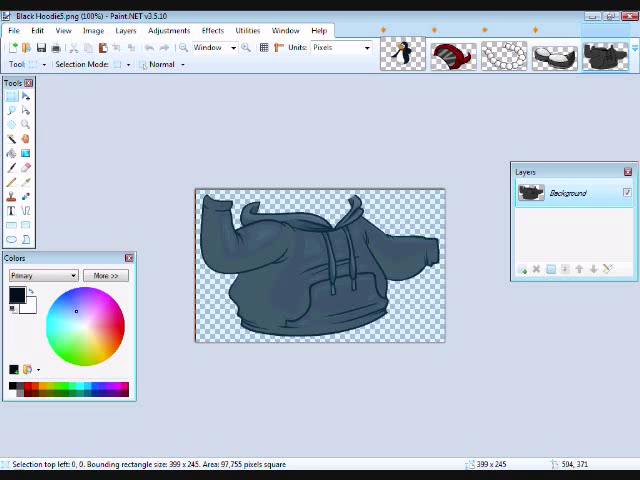 Black Hoodie5.png (100%) - Paint.NET v3.5.10
File Edit View Image Layers Adjustments Effects Utilities Window Help
Window Units: Pixels
Tool: Selection Mode: Normal
Tools
Layers
Background
Colors
Primary More >>
Selection top left: 0, 0. Bounding rectangle size: 399 x 245. Area: 97,755 pixels square 399 x 245 504, 371